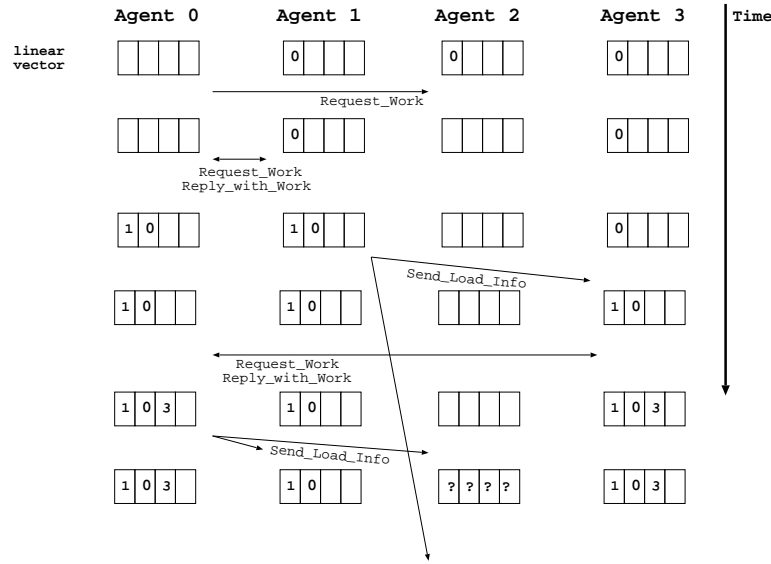 Agent 0 Agent 1 Agent 2 Agent 3 Time
linear
vector
0 0 0
Request_Work
0 0
Request_Work
Reply_with_Work
1 0 1 0 0
Send_Load_Info
1 0 1 0 1 0
Request_Work
Reply_with_Work
1 0 3 1 0 1 0 3
Send_Load_Info
1 0 3 1 0 ? ? ? ? 1 0 3